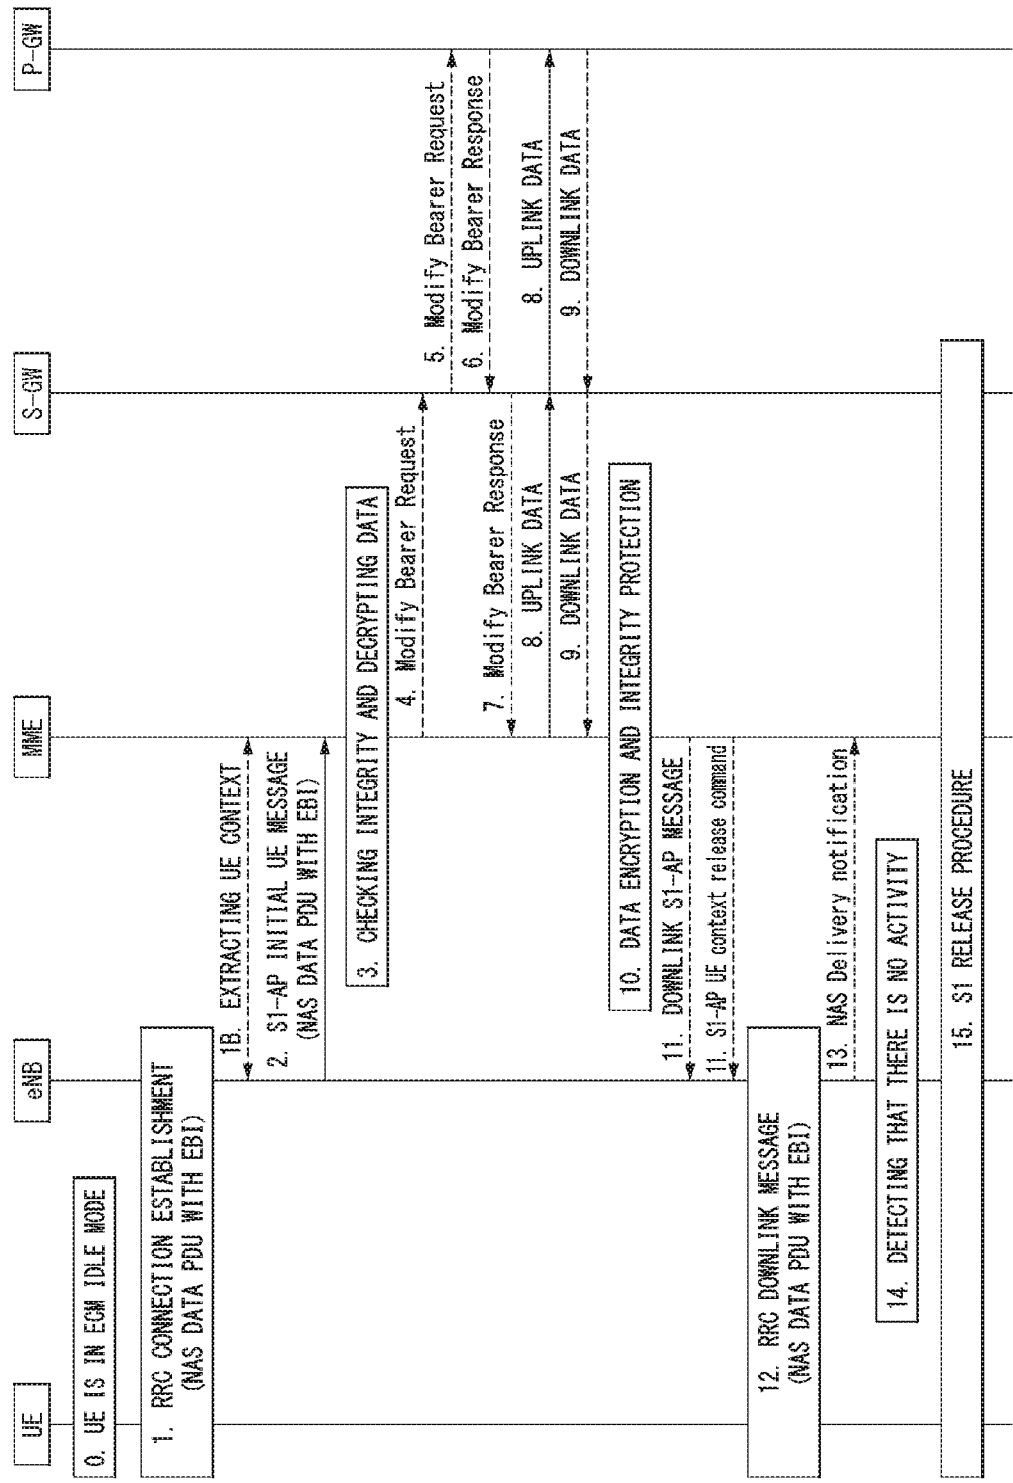 UE
eNB
MME
S-GW
P-GW
0. UE IS IN ECM IDLE MODE
1. RRC CONNECTION ESTABLISHMENT
(NAS DATA PDU WITH EBI)
1B. EXTRACTING UE CONTEXT
2. S1-AP INITIAL UE MESSAGE
(NAS DATA PDU WITH EBI)
3. CHECKING INTEGRITY AND DECRYPTING DATA
4. Modify Bearer Request
5. Modify Bearer Request
6. Modify Bearer Response
7. Modify Bearer Response
8. UPLINK DATA
8. UPLINK DATA
9. DOWNLINK DATA
9. DOWNLINK DATA
10. DATA ENCRYPTION AND INTEGRITY PROTECTION
11. DOWNLINK S1-AP MESSAGE
11. S1-AP UE context release command
12. RRC DOWNLINK MESSAGE
(NAS DATA PDU WITH EBI)
13. NAS Delivery notification
14. DETECTING THAT THERE IS NO ACTIVITY
15. S1 RELEASE PROCEDURE